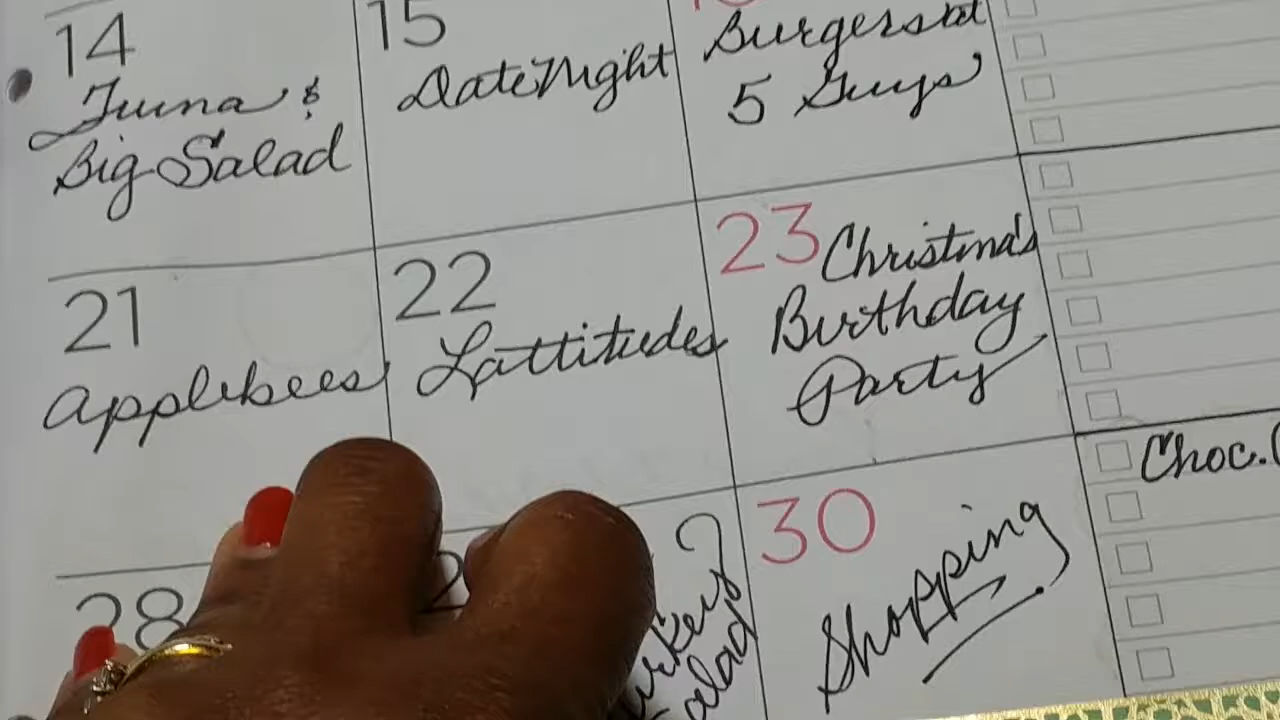 14
Tuna &
Big Salad
15
Date Night
Burgers at
5 Guys
21
Applebees
22
Lattitudes
23 Christina's
Birthday
Party
28
30
Shopping
Choc.